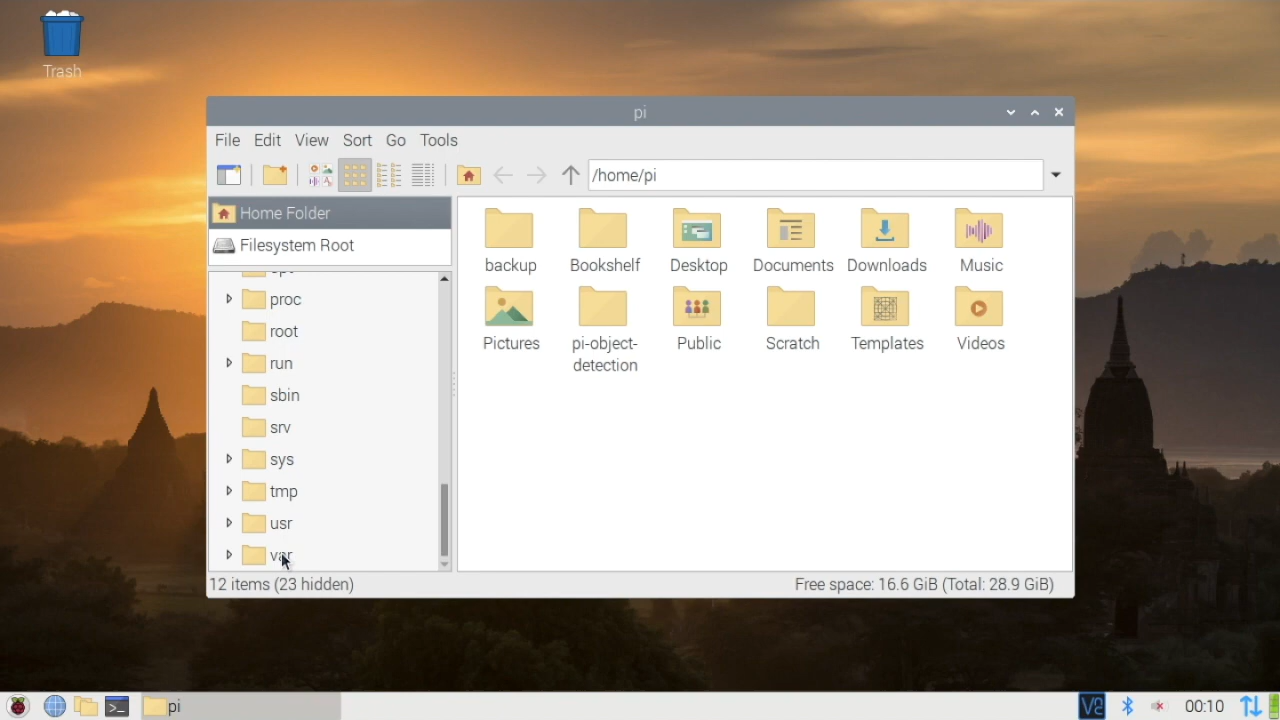 Trash
pi
File Edit View Sort Go Tools
/home/pi
Home Folder
Filesystem Root
proc
root
run
sbin
srv
sys
tmp
usr
var
backup Bookshelf Desktop Documents Downloads Music
Pictures pi-object-
detection Public Scratch Templates Videos
12 items (23 hidden) Free space: 16.6 GiB (Total: 28.9 GiB)
pi 00:10